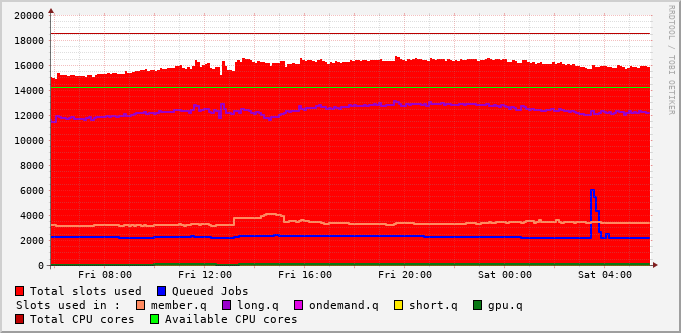 20000
18000
16000
14000
12000
10000
8000
6000
4000
2000
0
Fri 08:00 Fri 12:00 Fri 16:00 Fri 20:00 Sat 00:00 Sat 04:00
Total slots used Queued Jobs
Slots used in : member.q long.q ondemand.q short.q gpu.q
Total CPU cores Available CPU cores
RRDTOOL / TOBI OETIKER